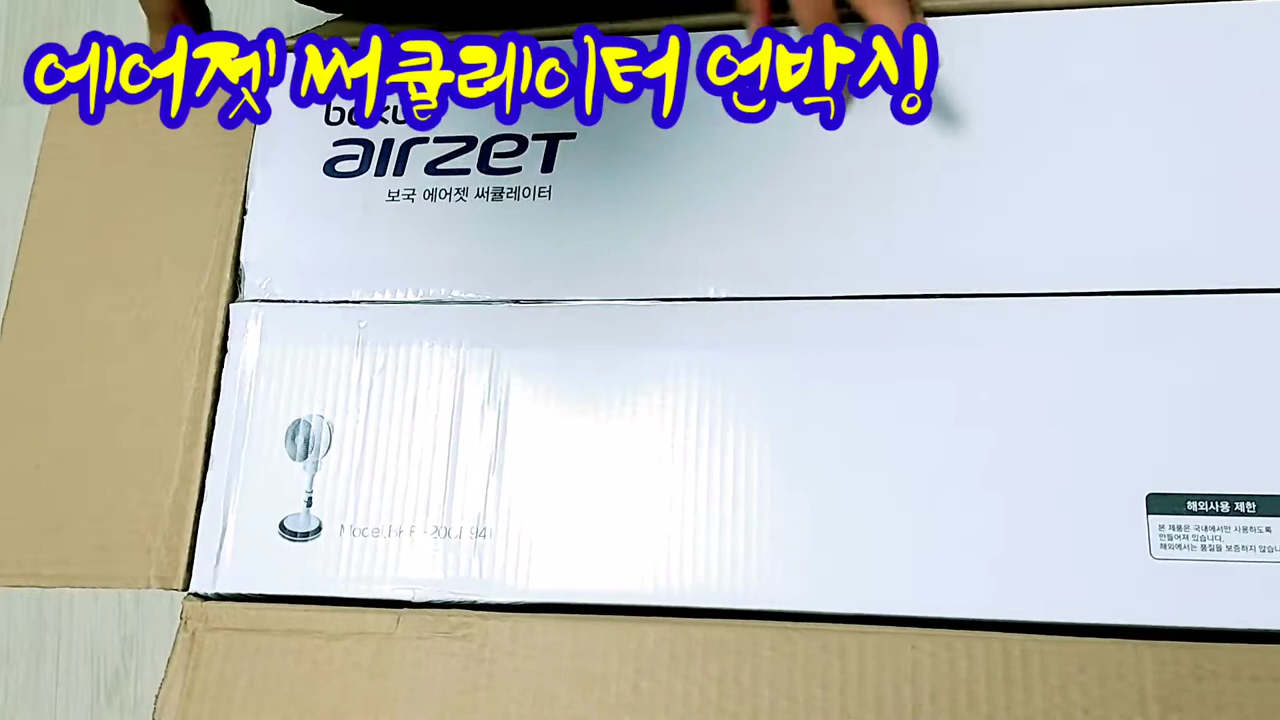 에어젯 써큘레이터 언박싱
airzet
보국 에어젯 써큘레이터
해외사용 제한
본 제품은 국내에서만 사용하도록
만들어져 있습니다.
해외에서는 품질을 보증하지 않습니